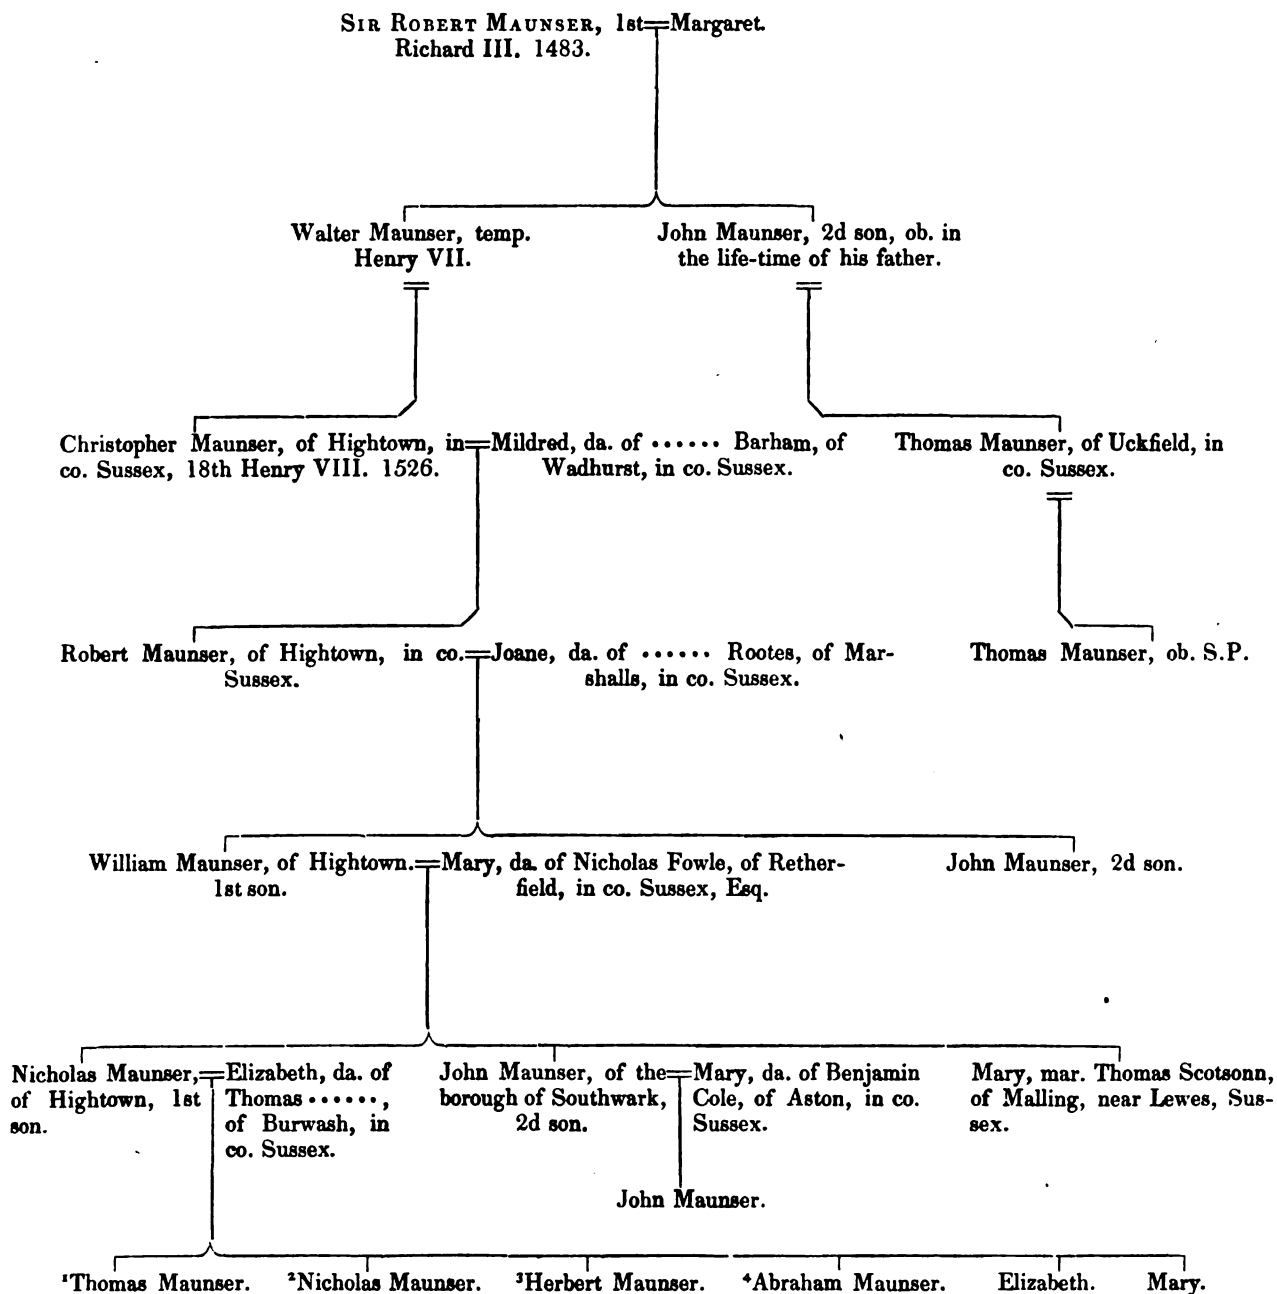 SIR ROBERT MAUNSER, 1st=Margaret.
Richard III. 1483.
Walter Maunser, temp.
Henry VII.
John Maunser, 2d son, ob. in
the life-time of his father.
Christopher Maunser, of Hightown, in=Mildred, da. of ...... Barham, of
co. Sussex, 18th Henry VIII. 1526.
Wadhurst, in co. Sussex.
Thomas Maunser, of Uckfield, in
co. Sussex.
Robert Maunser, of Hightown, in co.=Joane, da. of ...... Rootes, of Mar-
Sussex.
shalls, in co. Sussex.
Thomas Maunser, ob. S.P.
William Maunser, of Hightown.=Mary, da. of Nicholas Fowle, of Rether-
1st son.
field, in co. Sussex, Esq.
John Maunser, 2d son.
Nicholas Maunser,=Elizabeth, da. of
of Hightown, 1st
son.
Thomas ......,
of Burwash, in
co. Sussex.
John Maunser, of the=Mary, da. of Benjamin
borough of Southwark,
2d son.
Cole, of Aston, in co.
Sussex.
Mary, mar. Thomas Scotsonn,
of Malling, near Lewes, Sus-
sex.
John Maunser.
¹Thomas Maunser. ²Nicholas Maunser. ³Herbert Maunser. ⁴Abraham Maunser. Elizabeth. Mary.